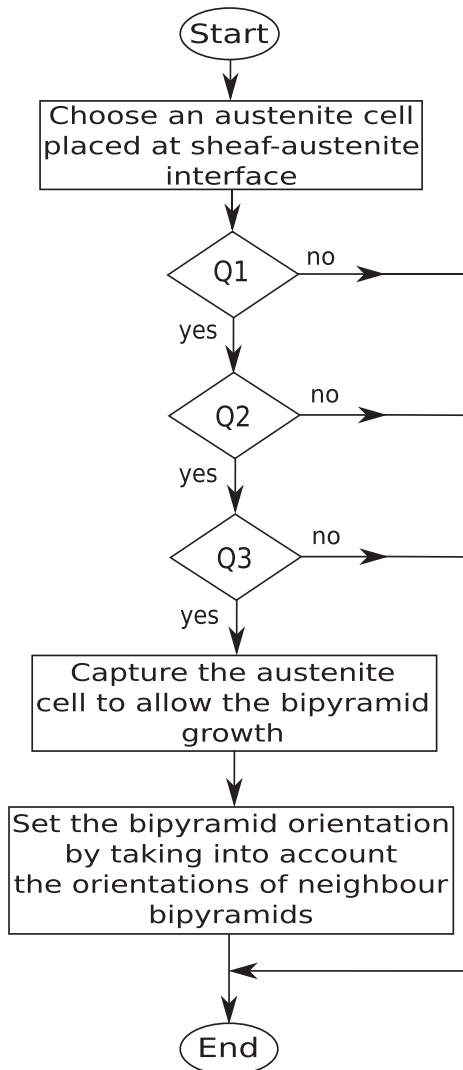 Start
Choose an austenite cell
placed at sheaf-austenite
interface
Q1
no
yes
Q2
no
yes
Q3
no
yes
Capture the austenite
cell to allow the bipyramid
growth
Set the bipyramid orientation
by taking into account
the orientations of neighbour
bipyramids
End